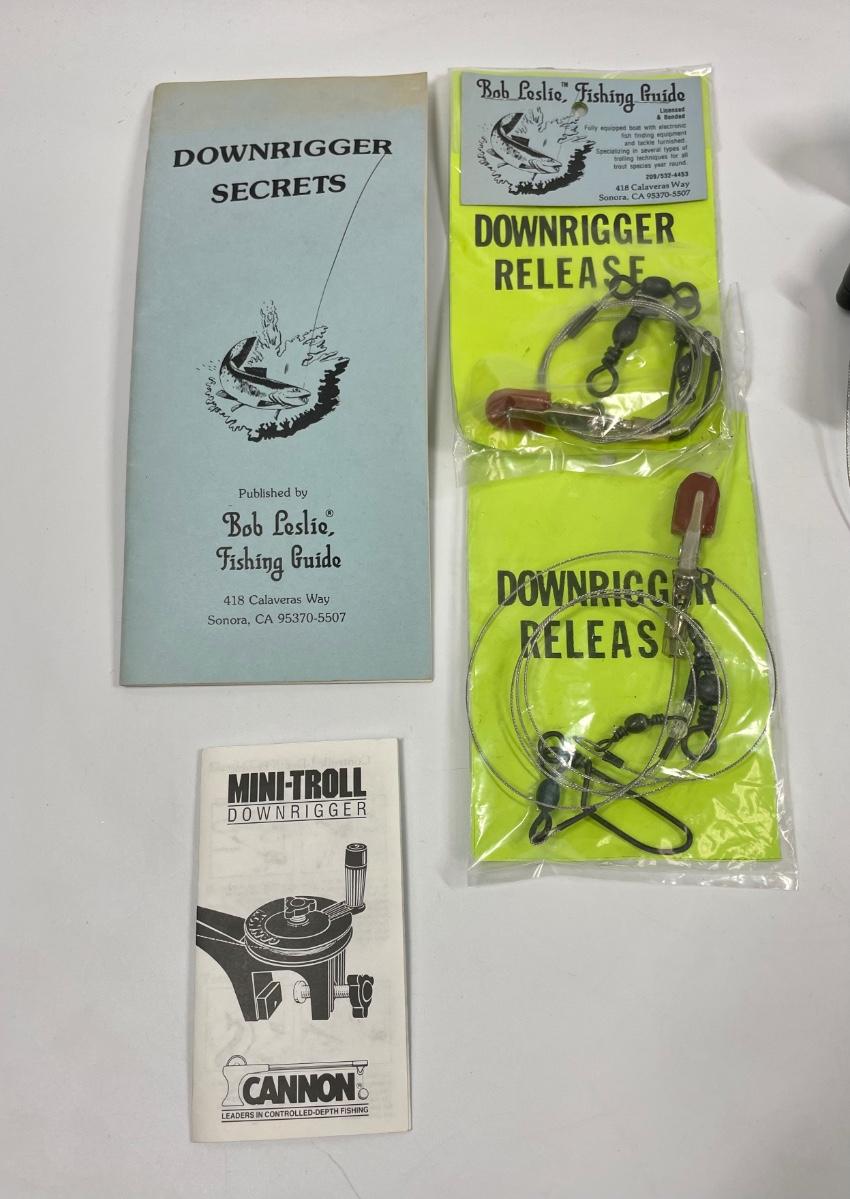 DOWNRIGGER
SECRETS
Published by
Bob Leslie,®
Fishing Guide
418 Calaveras Way
Sonora, CA 95370-5507
Bob Leslie,™ Fishing Guide
Licensed
& Bonded
Fully equipped boat with electronic
fish finding equipment
and tackle furnished.
Specializing in several types of
trolling techniques for all
trout species year round.
209/532-4453
418 Calaveras Way
Sonora, CA 95370-5507
DOWNRIGGER
RELEASE
DOWNRIGGER
RELEASE
MINI-TROLL
DOWNRIGGER
CANNON
CANNON®
LEADERS IN CONTROLLED-DEPTH FISHING